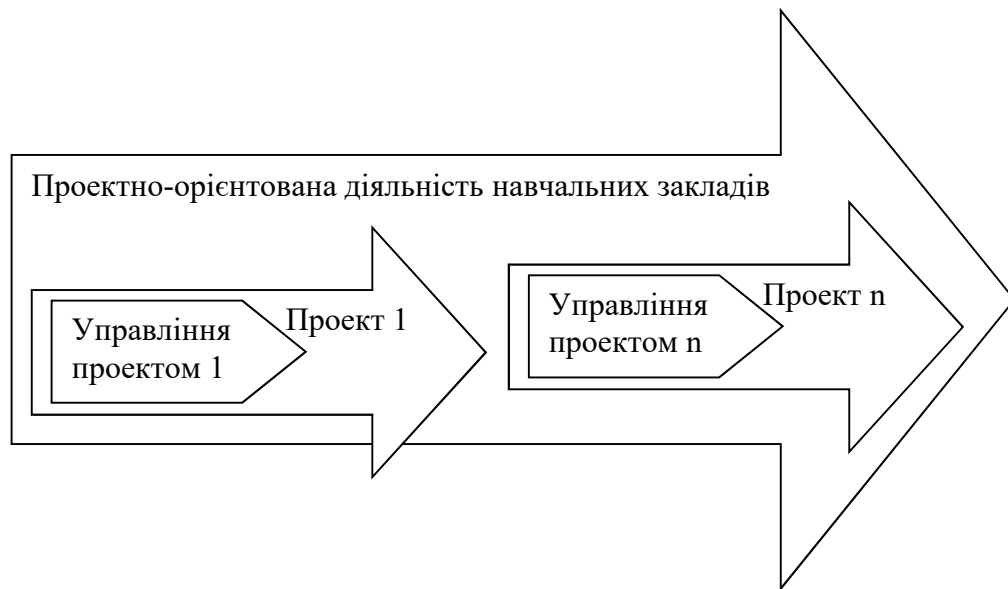 Проектно-орієнтована діяльність навчальних закладів
Управління
проектом 1
Проект 1
Управління
проектом n
Проект n